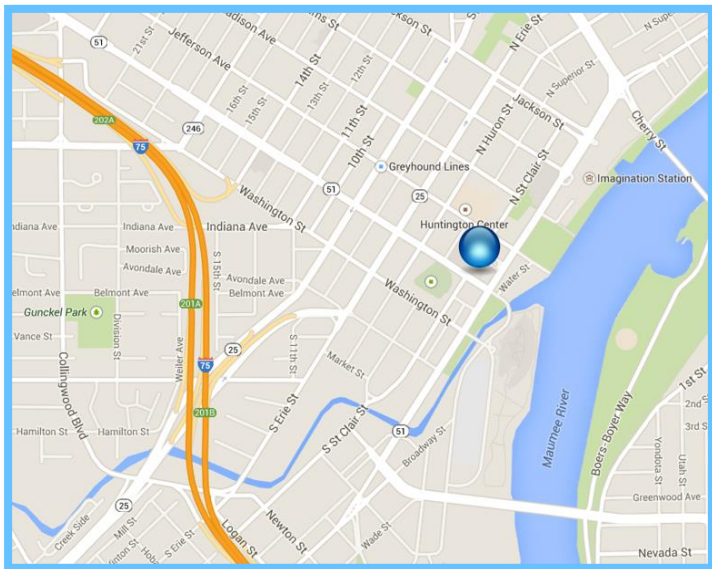 Madison Ave
Jackson St
N Erie St
N Su
51
21st St
Jefferson Ave
14th St
12th St
N Superior St
16th St
15th St
13th St
Jackson St
202A
246
11th St
10th St
N Huron St
Cherry St
75
Greyhound Lines
N St Clair St
Imagination Station
Washington St
51
25
Indiana Ave
Indiana Ave
Indiana Ave
Huntington Center
Moorish Ave
Avondale Ave
S 15th St
Avondale Ave
Water St
Belmont Ave
Belmont Ave
Belmont Ave
Washington St
201A
Gunckel Park
Vance St
Division St
Weiler Ave
25
S 11th St
Market St
75
Collingwood Blvd
1st St
2nd S
3rd S
201B
S Erie St
S St Clair St
Maumee River
Boers-Boyer Way
Hamilton St
Hamilton St
51
Broadway St
Yondota St
Utah St
25
Greenwood Ave
Creek Side
Mill St
S Erie St
Logan St
Newton St
Wade St
Nevada St